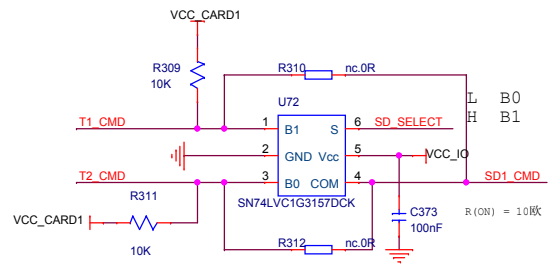 VCC_CARD1
R309
10K
R310
nc.0R
U72
L B0
H B1
T1_CMD
1
B1
S
6
SD_SELECT
2
GND
Vcc
5
VCC_IO
T2_CMD
3
B0
COM
4
SD1_CMD
SN74LVC1G3157DCK
R311
VCC_CARD1
10K
C373
100nF
R(ON) = 10欧
R312
nc.0R